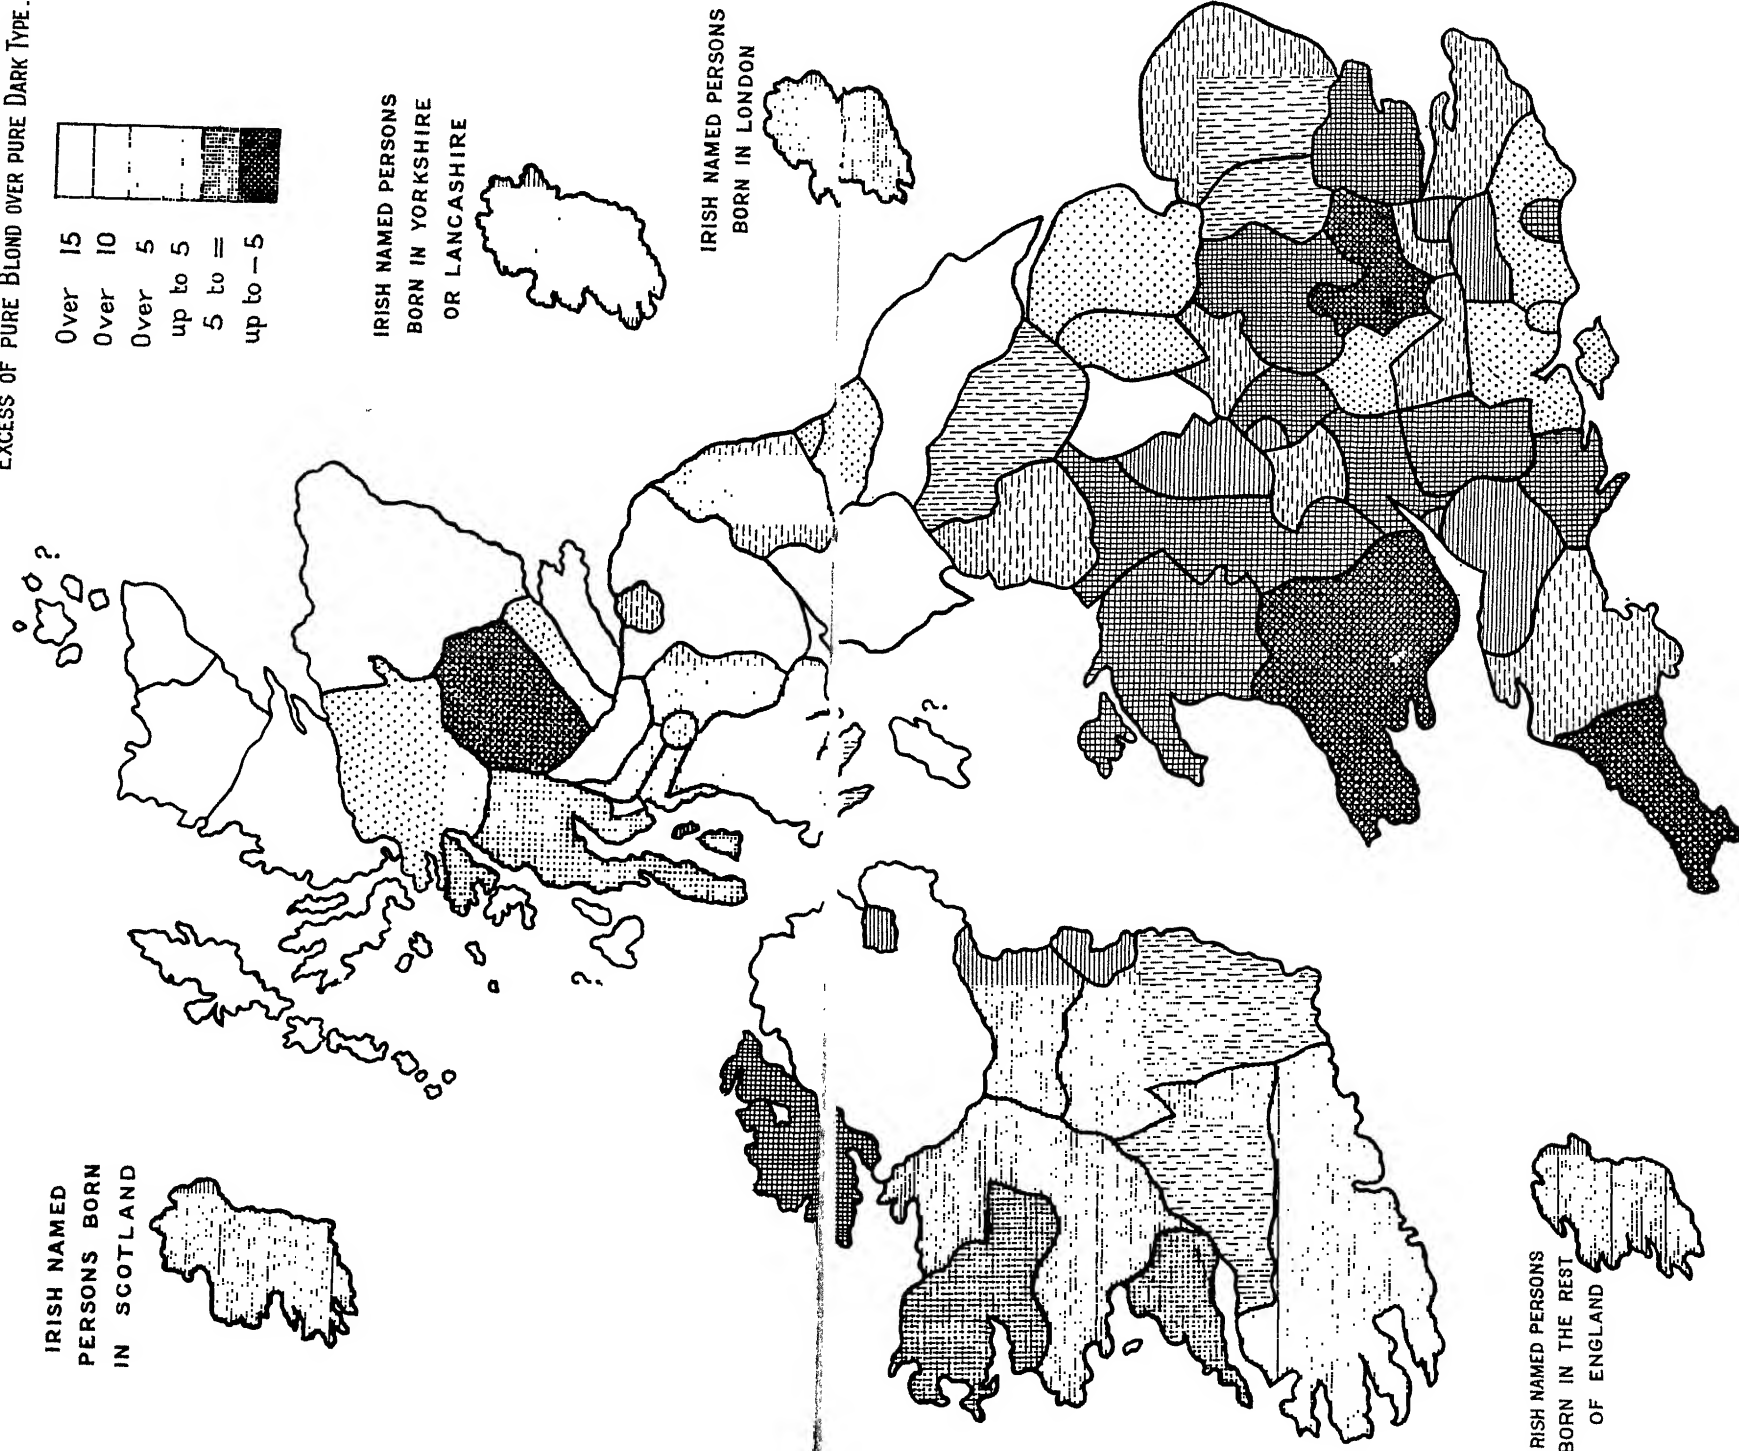 EXCESS OF PURE BLOND OVER PURE DARK TYPE.
Over 15
Over 10
Over 5
up to 5
5 to =
up to – 5
IRISH NAMED PERSONS
BORN IN YORKSHIRE
OR LANCASHIRE
IRISH NAMED PERSONS
BORN IN LONDON
?
?
?
IRISH NAMED
PERSONS BORN
IN SCOTLAND
RISH NAMED PERSONS
BORN IN THE REST
OF ENGLAND